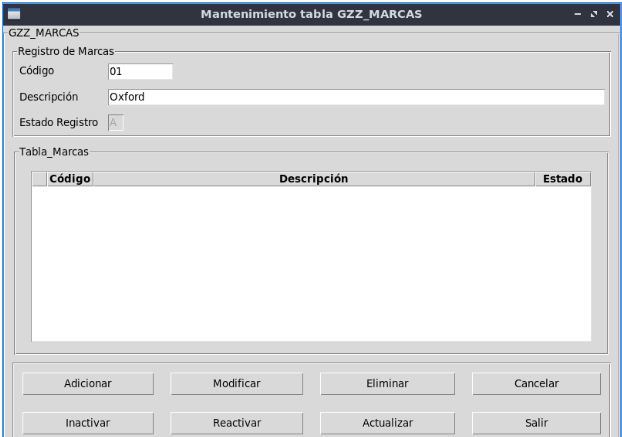 Mantenimiento tabla GZZ_MARCAS
GZZ_MARCAS
Registro de Marcas
Código 01
Descripción Oxford
Estado Registro A
Tabla_Marcas
Código Descripción Estado
Adicionar Modificar Eliminar Cancelar
Inactivar Reactivar Actualizar Salir